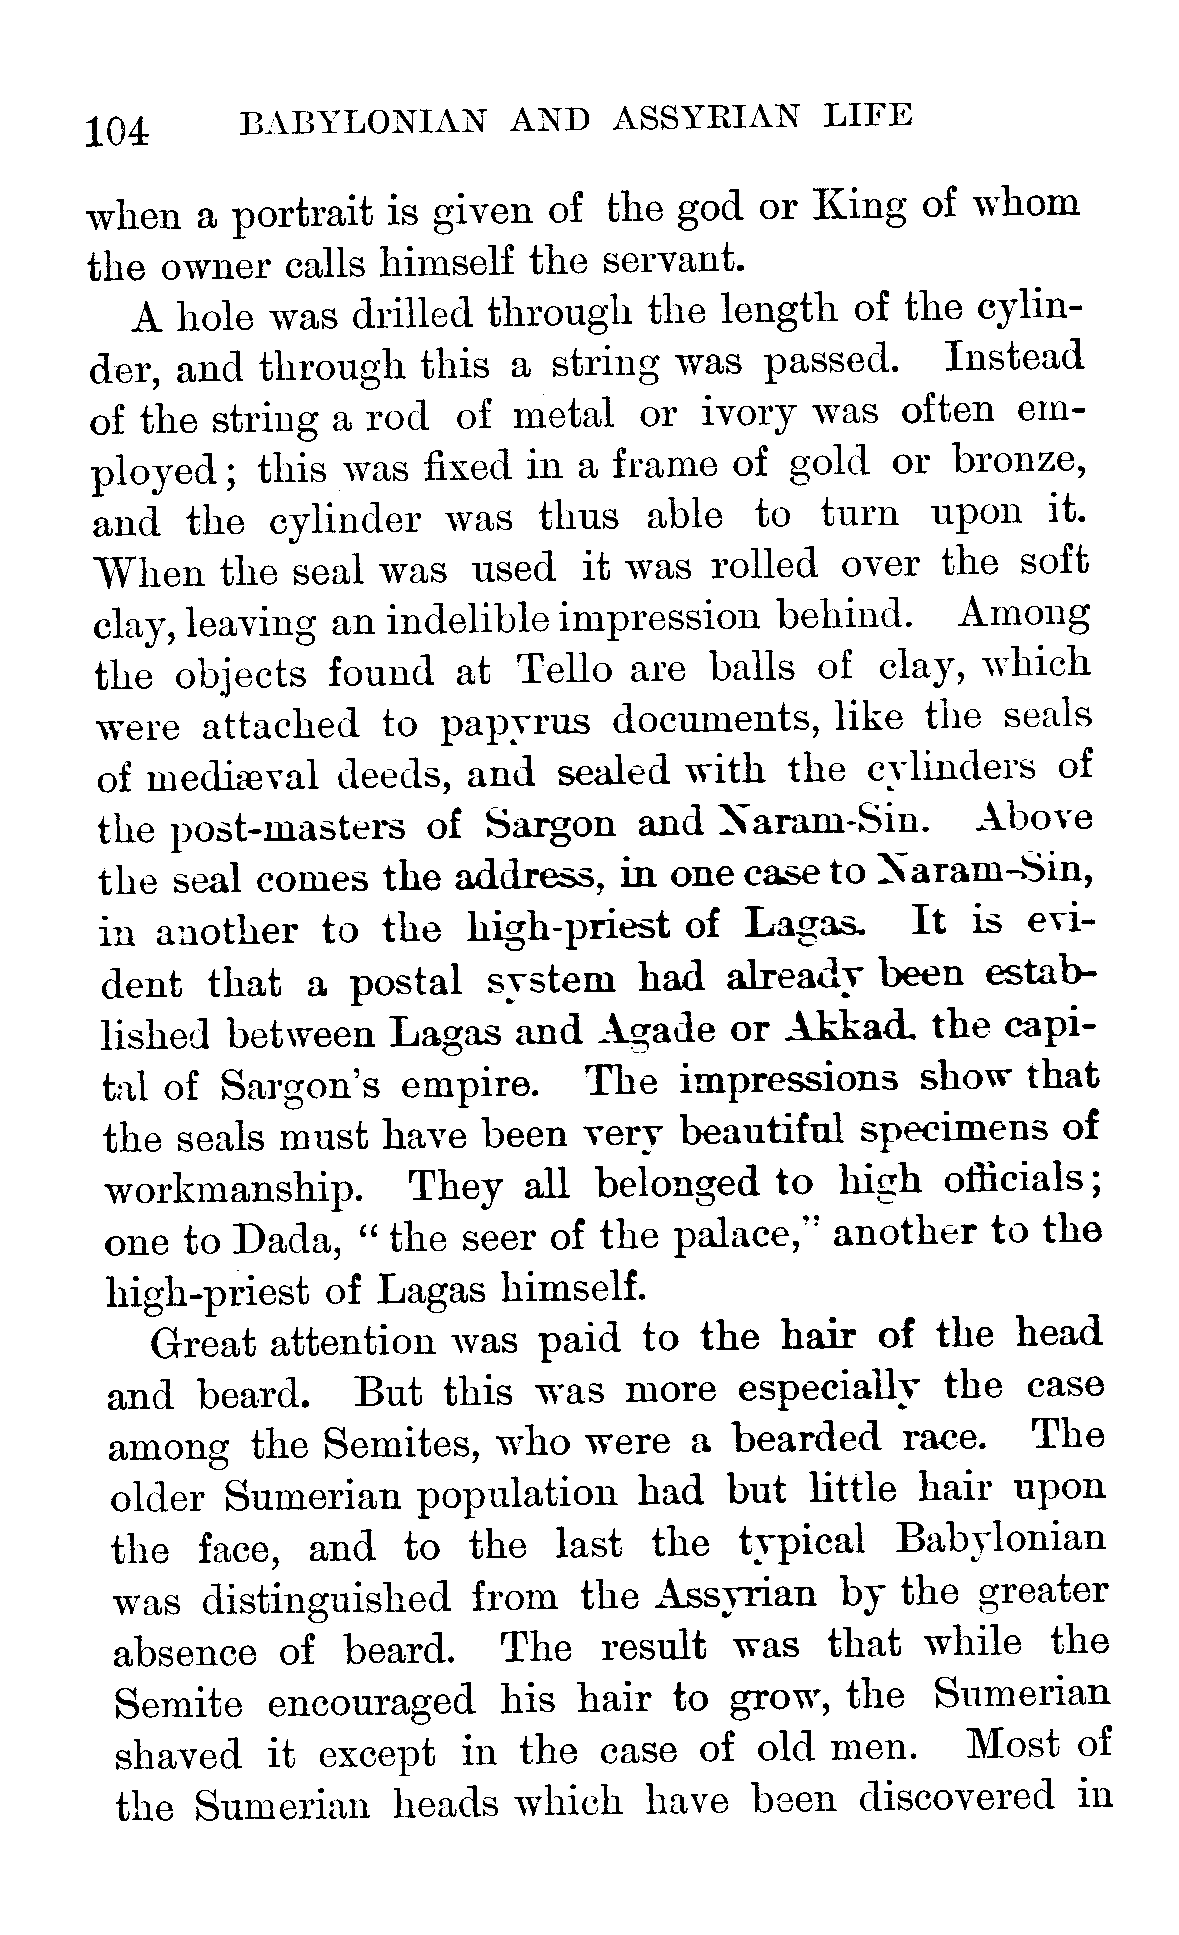 104 BABYLONIAN AND ASSYRIAN LIFE
when a portrait is given of the god or King of whom
the owner calls himself the servant.
A hole was drilled through the length of the cylin-
der, and through this a string was passed. Instead
of the string a rod of metal or ivory was often em-
ployed; this was fixed in a frame of gold or bronze,
and the cylinder was thus able to turn upon it.
When the seal was used it was rolled over the soft
clay, leaving an indelible impression behind. Among
the objects found at Tello are balls of clay, which
were attached to papyrus documents, like the seals
of mediæval deeds, and sealed with the cylinders of
the post-masters of Sargon and Naram-Sin. Above
the seal comes the address, in one case to Naram-Sin,
in another to the high-priest of Lagas. It is evi-
dent that a postal system had already been estab-
lished between Lagas and Agade or Akkad, the capi-
tal of Sargon's empire. The impressions show that
the seals must have been very beautiful specimens of
workmanship. They all belonged to high officials;
one to Dada, “the seer of the palace,” another to the
high-priest of Lagas himself.
Great attention was paid to the hair of the head
and beard. But this was more especially the case
among the Semites, who were a bearded race. The
older Sumerian population had but little hair upon
the face, and to the last the typical Babylonian
was distinguished from the Assyrian by the greater
absence of beard. The result was that while the
Semite encouraged his hair to grow, the Sumerian
shaved it except in the case of old men. Most of
the Sumerian heads which have been discovered in